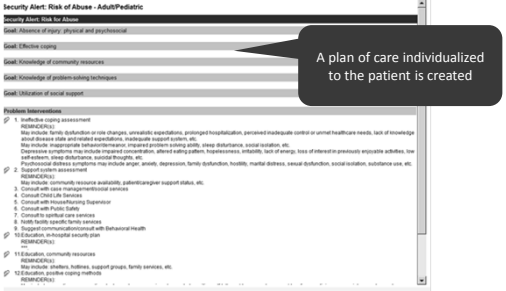 Security Alert: Risk of Abuse - Adult/Pediatric
Security Alert: Risk for Abuse
Goal: Absence of injury: physical and psychosocial
Goal: Effective coping
Goal: Knowledge of community resources
Goal: Knowledge of problem-solving techniques
Goal: Utilization of social support
A plan of care individualized
to the patient is created
Problem Interventions
1. Ineffective coping assessment
REMINDER(s):
May include: family dysfunction or role changes, unrealistic expectations, prolonged hospitalization, perceived inadequate control or unmet healthcare needs, lack of knowledge
about disease state and related expectations, inadequate support system, etc.
May include: inappropriate behavior/demeanor, impaired problem solving ability, sleep disturbance, social isolation, etc.
Depressive symptoms may include impaired concentration, altered eating pattern, hopelessness, irritability, lack of energy, loss of interest in previously enjoyable activities, low
self-esteem, sleep disturbance, suicidal thoughts, etc.
Psychosocial distress symptoms may include anger, anxiety, depression, family dysfunction, hostility, marital distress, sexual dysfunction, social isolation, substance use, etc.
2. Support system assessment
REMINDER(s):
May include: community resource availability, patient/caregiver support status, etc.
3. Consult with case management/social services
4. Consult Child Life Services
5. Consult with House/Nursing Supervisor
6. Consult with Public Safety
7. Consult to spiritual care services
8. Notify facility specific family services
9. Suggest communication/consult with Behavioral Health
10. Education, in-hospital security plan
REMINDER(s):
***
11. Education, community resources
REMINDER(s):
May include: shelters, hotlines, support groups, family services, etc.
12. Education, positive coping methods
REMINDER(s):